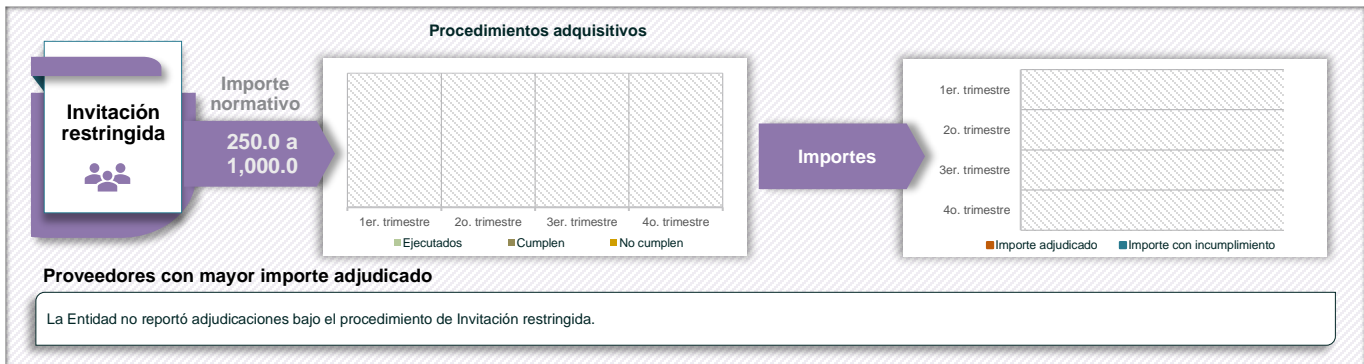 Procedimientos adquisitivos
Invitación
restringida
Importe
normativo
250.0 a
1,000.0
1er. trimestre 2o. trimestre 3er. trimestre 4o. trimestre
Ejecutados Cumplen No cumplen
Importes
1er. trimestre
2o. trimestre
3er. trimestre
4o. trimestre
Importe adjudicado Importe con incumplimiento
Proveedores con mayor importe adjudicado
La Entidad no reportó adjudicaciones bajo el procedimiento de Invitación restringida.